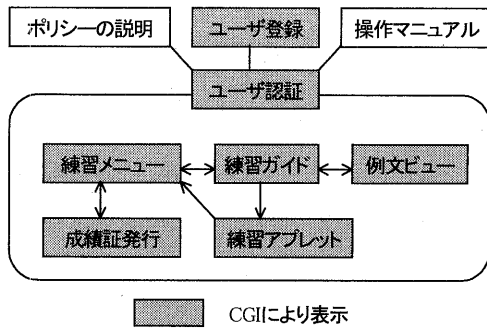 ポリシーの説明
ユーザ登録
操作マニュアル
ユーザ認証
練習メニュー
練習ガイド
例文ビュー
成績証発行
練習アプレット
CGIにより表示